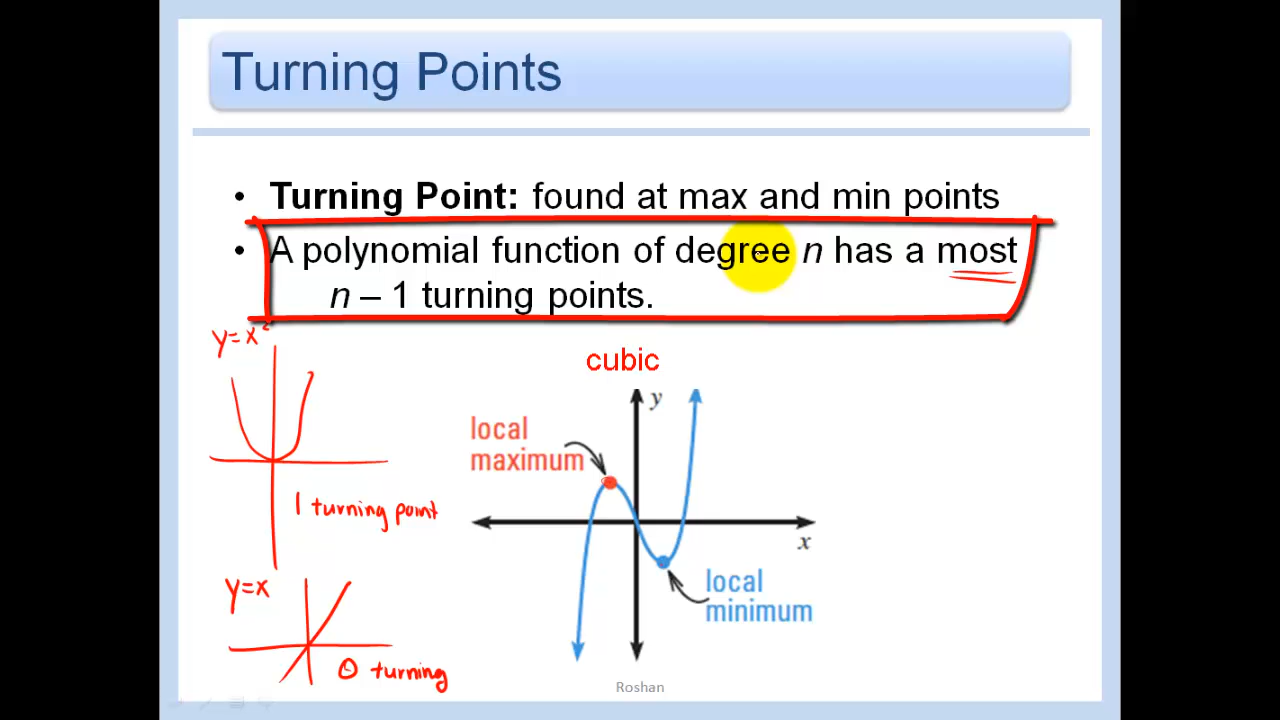 Turning Points
• Turning Point: found at max and min points
• A polynomial function of degree n has a most
n – 1 turning points.
y=x²
1 turning point
y=x
0 turning
cubic
y
local
maximum
x
local
minimum
Roshan